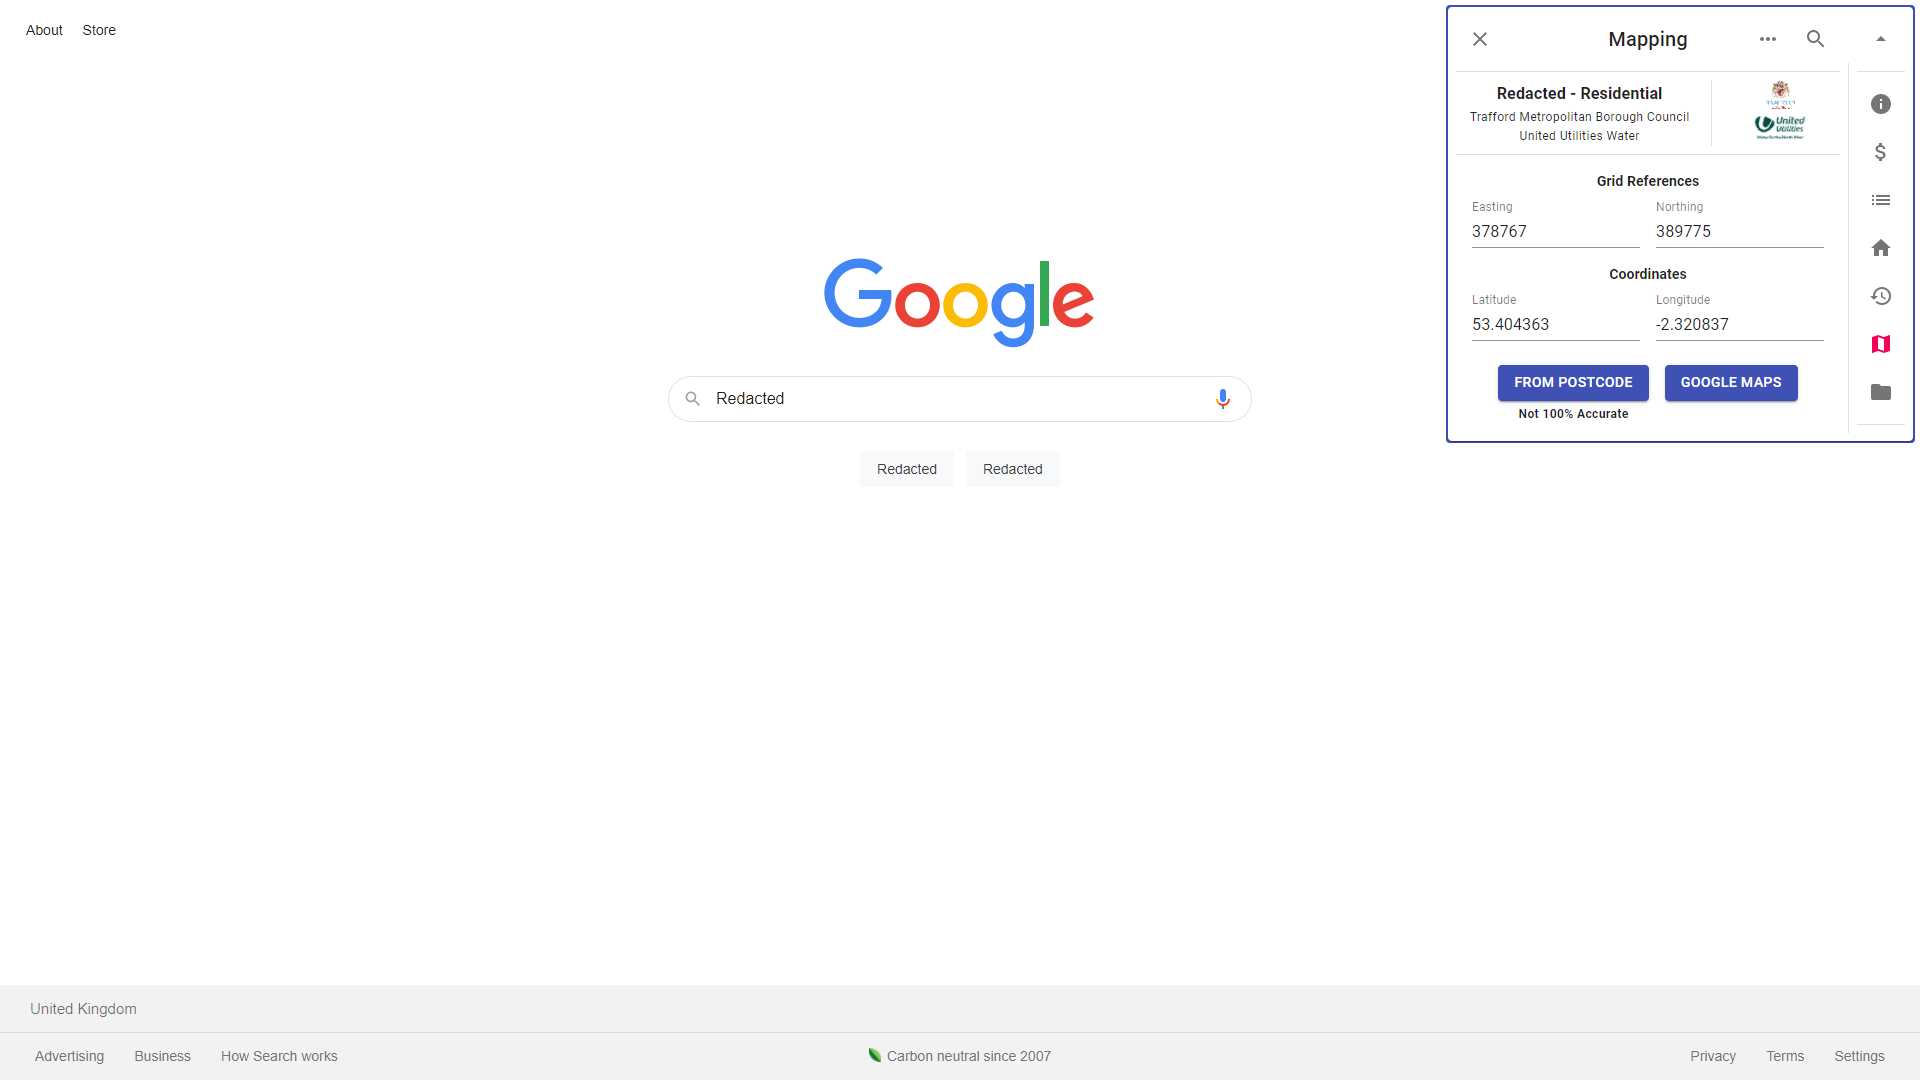 About Store
Mapping
Redacted - Residential
Trafford Metropolitan Borough Council
United Utilities Water
United
Utilities
Grid References
Easting Northing
378767 389775
Coordinates
Latitude Longitude
53.404363 -2.320837
FROM POSTCODE GOOGLE MAPS
Not 100% Accurate
Google
Redacted
Redacted Redacted
United Kingdom
Advertising Business How Search works Carbon neutral since 2007 Privacy Terms Settings